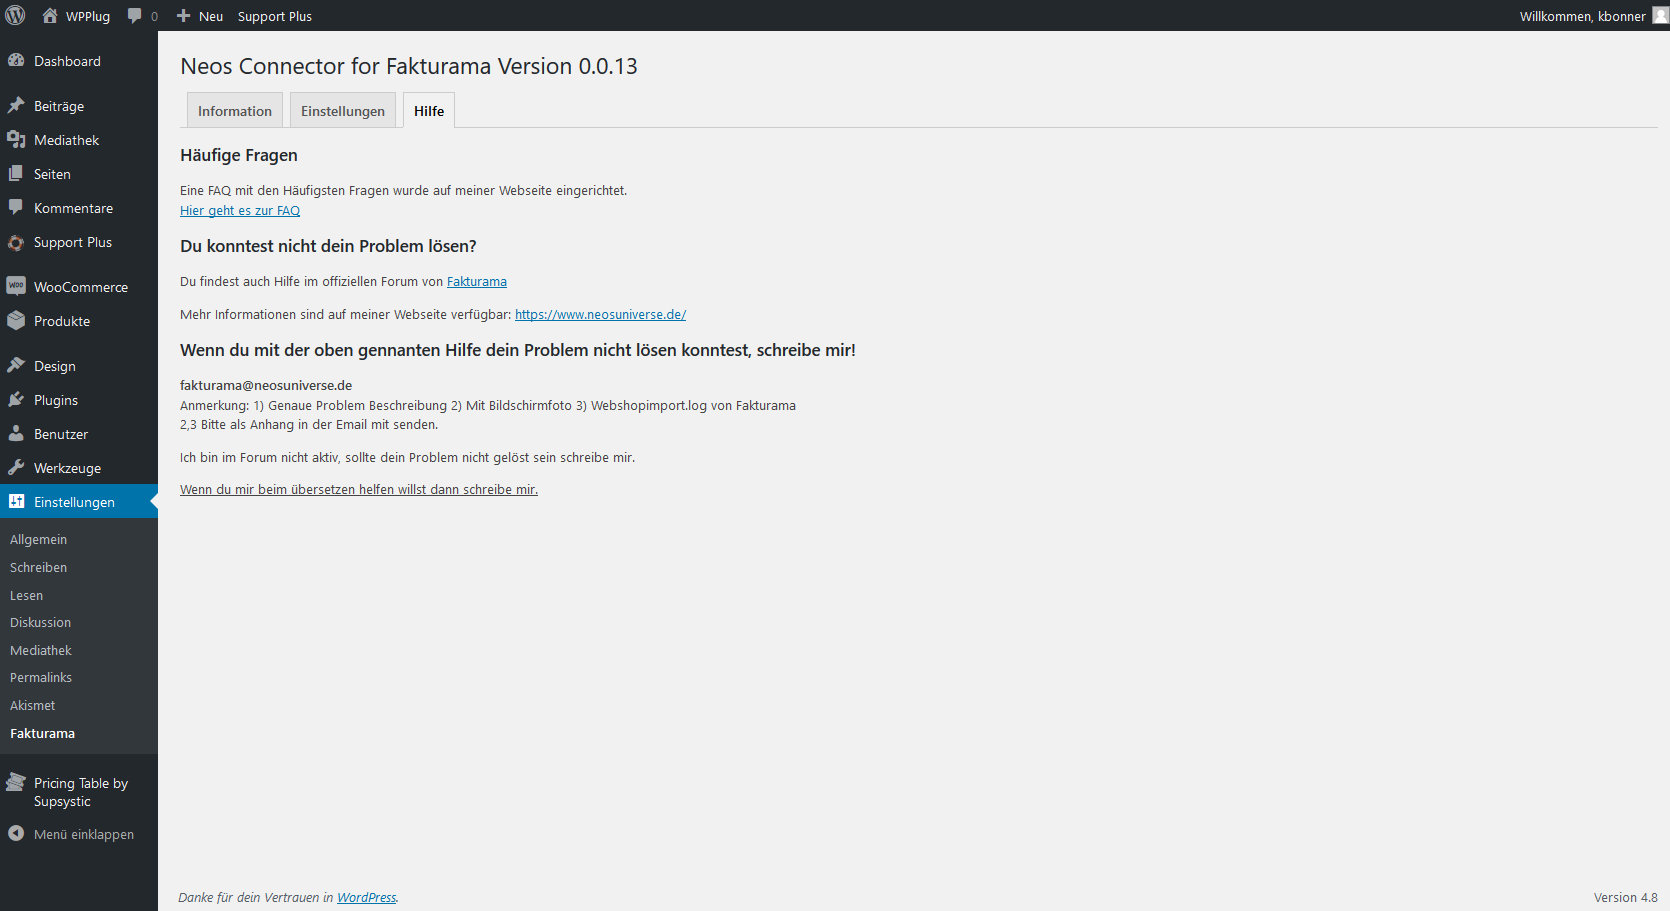 WPPlug 0 Neu Support Plus Willkommen, kbonner
Dashboard
Beiträge
Mediathek
Seiten
Kommentare
Support Plus
WooCommerce
Produkte
Design
Plugins
Benutzer
Werkzeuge
Einstellungen
Allgemein
Schreiben
Lesen
Diskussion
Mediathek
Permalinks
Akismet
Fakturama
Pricing Table by
Supsystic
Menü einklappen
Neos Connector for Fakturama Version 0.0.13
Information Einstellungen Hilfe
Häufige Fragen
Eine FAQ mit den Häufigsten Fragen wurde auf meiner Webseite eingerichtet.
Hier geht es zur FAQ
Du konntest nicht dein Problem lösen?
Du findest auch Hilfe im offiziellen Forum von Fakturama
Mehr Informationen sind auf meiner Webseite verfügbar: https://www.neosuniverse.de/
Wenn du mit der oben gennanten Hilfe dein Problem nicht lösen konntest, schreibe mir!
fakturama@neosuniverse.de
Anmerkung: 1) Genaue Problem Beschreibung 2) Mit Bildschirmfoto 3) Webshopimport.log von Fakturama
2,3 Bitte als Anhang in der Email mit senden.
Ich bin im Forum nicht aktiv, sollte dein Problem nicht gelöst sein schreibe mir.
Wenn du mir beim übersetzen helfen willst dann schreibe mir.
Danke für dein Vertrauen in WordPress.
Version 4.8